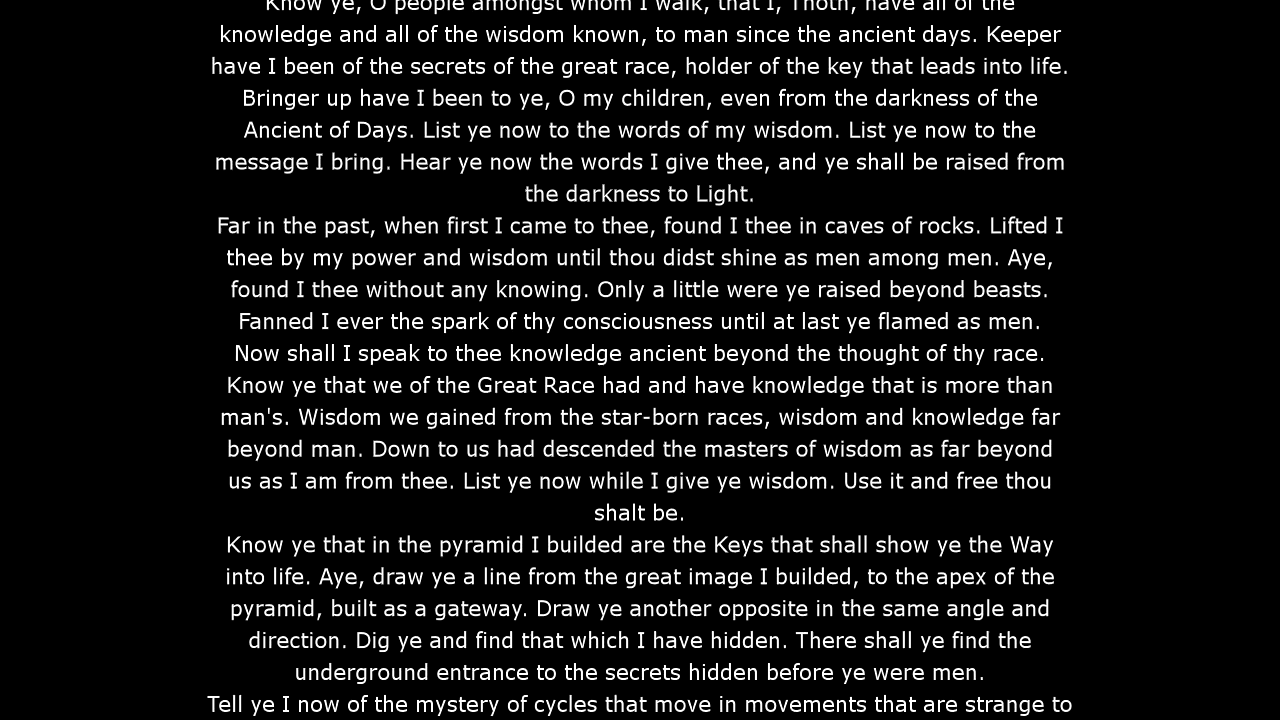 Know ye, O people amongst whom I walk, that I, Thoth, have all of the
knowledge and all of the wisdom known, to man since the ancient days. Keeper
have I been of the secrets of the great race, holder of the key that leads into life.
Bringer up have I been to ye, O my children, even from the darkness of the
Ancient of Days. List ye now to the words of my wisdom. List ye now to the
message I bring. Hear ye now the words I give thee, and ye shall be raised from
the darkness to Light.
Far in the past, when first I came to thee, found I thee in caves of rocks. Lifted I
thee by my power and wisdom until thou didst shine as men among men. Aye,
found I thee without any knowing. Only a little were ye raised beyond beasts.
Fanned I ever the spark of thy consciousness until at last ye flamed as men.
Now shall I speak to thee knowledge ancient beyond the thought of thy race.
Know ye that we of the Great Race had and have knowledge that is more than
man's. Wisdom we gained from the star-born races, wisdom and knowledge far
beyond man. Down to us had descended the masters of wisdom as far beyond
us as I am from thee. List ye now while I give ye wisdom. Use it and free thou
shalt be.
Know ye that in the pyramid I builded are the Keys that shall show ye the Way
into life. Aye, draw ye a line from the great image I builded, to the apex of the
pyramid, built as a gateway. Draw ye another opposite in the same angle and
direction. Dig ye and find that which I have hidden. There shall ye find the
underground entrance to the secrets hidden before ye were men.
Tell ye I now of the mystery of cycles that move in movements that are strange to